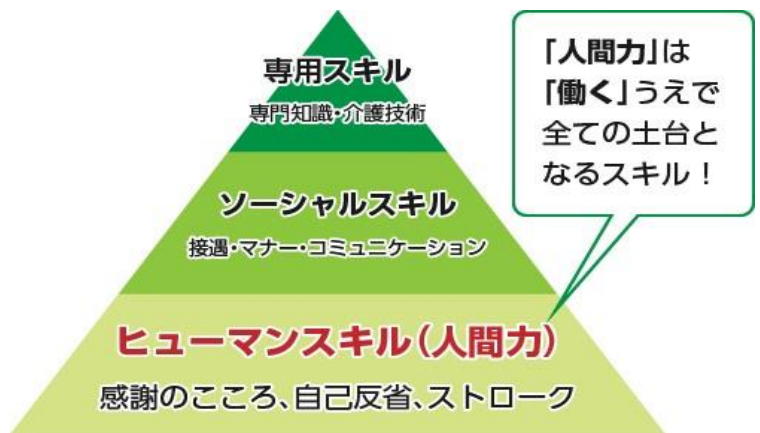 専用スキル
専門知識・介護技術
ソーシャルスキル
接遇・マナー・コミュニケーション
ヒューマンスキル(人間力)
感謝のこころ、自己反省、ストローク
「人間力」は
「働く」うえで
全ての土台と
なるスキル！